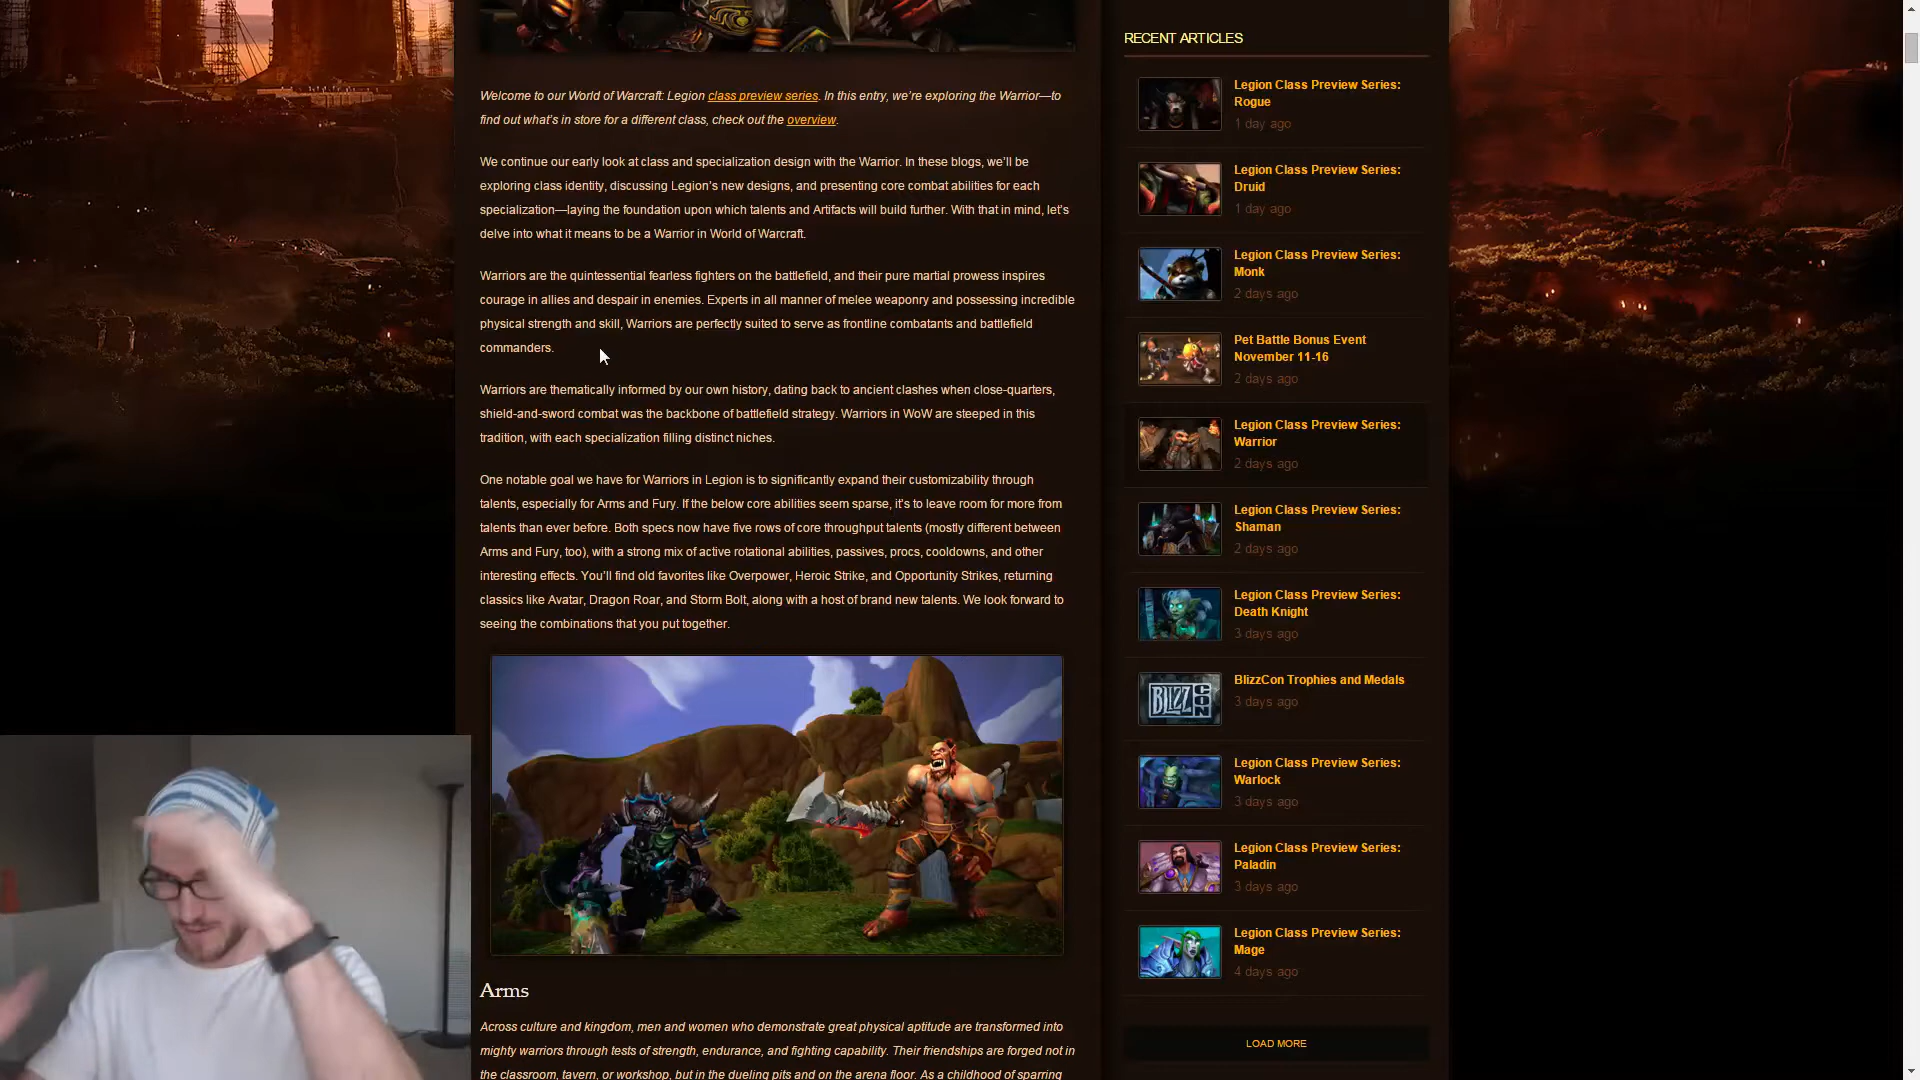 Welcome to our World of Warcraft: Legion class preview series. In this entry, we're exploring the Warrior—to
find out what's in store for a different class, check out the overview.
We continue our early look at class and specialization design with the Warrior. In these blogs, we'll be
exploring class identity, discussing Legion's new designs, and presenting core combat abilities for each
specialization—laying the foundation upon which talents and Artifacts will build further. With that in mind, let's
delve into what it means to be a Warrior in World of Warcraft.
Warriors are the quintessential fearless fighters on the battlefield, and their pure martial prowess inspires
courage in allies and despair in enemies. Experts in all manner of melee weaponry and possessing incredible
physical strength and skill, Warriors are perfectly suited to serve as frontline combatants and battlefield
commanders.
Warriors are thematically informed by our own history, dating back to ancient clashes when close-quarters,
shield-and-sword combat was the backbone of battlefield strategy. Warriors in WoW are steeped in this
tradition, with each specialization filling distinct niches.
One notable goal we have for Warriors in Legion is to significantly expand their customizability through
talents, especially for Arms and Fury. If the below core abilities seem sparse, it's to leave room for more from
talents than ever before. Both specs now have five rows of core throughput talents (mostly different between
Arms and Fury, too), with a strong mix of active rotational abilities, passives, procs, cooldowns, and other
interesting effects. You'll find old favorites like Overpower, Heroic Strike, and Opportunity Strikes, returning
classics like Avatar, Dragon Roar, and Storm Bolt, along with a host of brand new talents. We look forward to
seeing the combinations that you put together.
Arms
Across culture and kingdom, men and women who demonstrate great physical aptitude are transformed into
mighty warriors through tests of strength, endurance, and fighting capability. Their friendships are forged not in
the classroom, tavern, or workshop, but in the dueling pits and on the arena floor. As a childhood of sparring
RECENT ARTICLES
Legion Class Preview Series:
Rogue
1 day ago
Legion Class Preview Series:
Druid
1 day ago
Legion Class Preview Series:
Monk
2 days ago
Pet Battle Bonus Event
November 11-16
2 days ago
Legion Class Preview Series:
Warrior
2 days ago
Legion Class Preview Series:
Shaman
2 days ago
Legion Class Preview Series:
Death Knight
3 days ago
BLIZZ
CON
BlizzCon Trophies and Medals
3 days ago
Legion Class Preview Series:
Warlock
3 days ago
Legion Class Preview Series:
Paladin
3 days ago
Legion Class Preview Series:
Mage
4 days ago
LOAD MORE